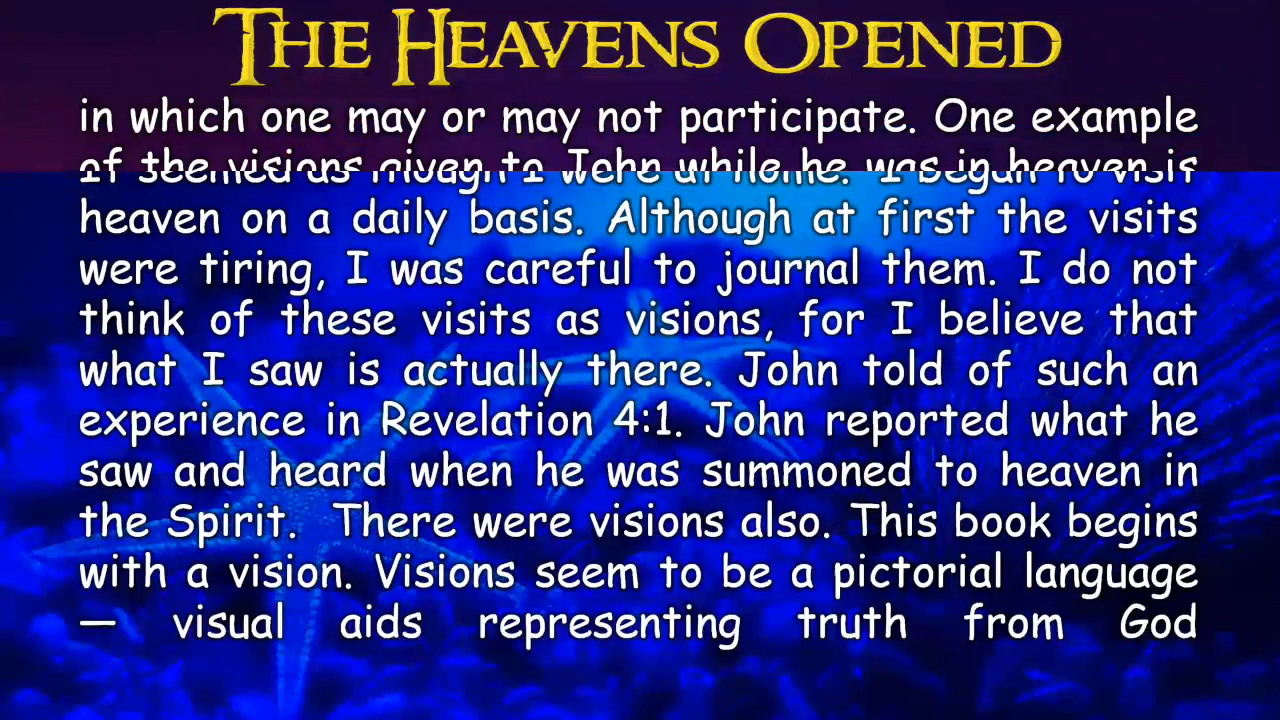 THE HEAVENS OPENED
in which one may or may not participate. One example
heaven on a daily basis. Although at first the visits
were tiring, I was careful to journal them. I do not
think of these visits as visions, for I believe that
what I saw is actually there. John told of such an
experience in Revelation 4:1. John reported what he
saw and heard when he was summoned to heaven in
the Spirit. There were visions also. This book begins
with a vision. Visions seem to be a pictorial language
— visual aids representing truth from God